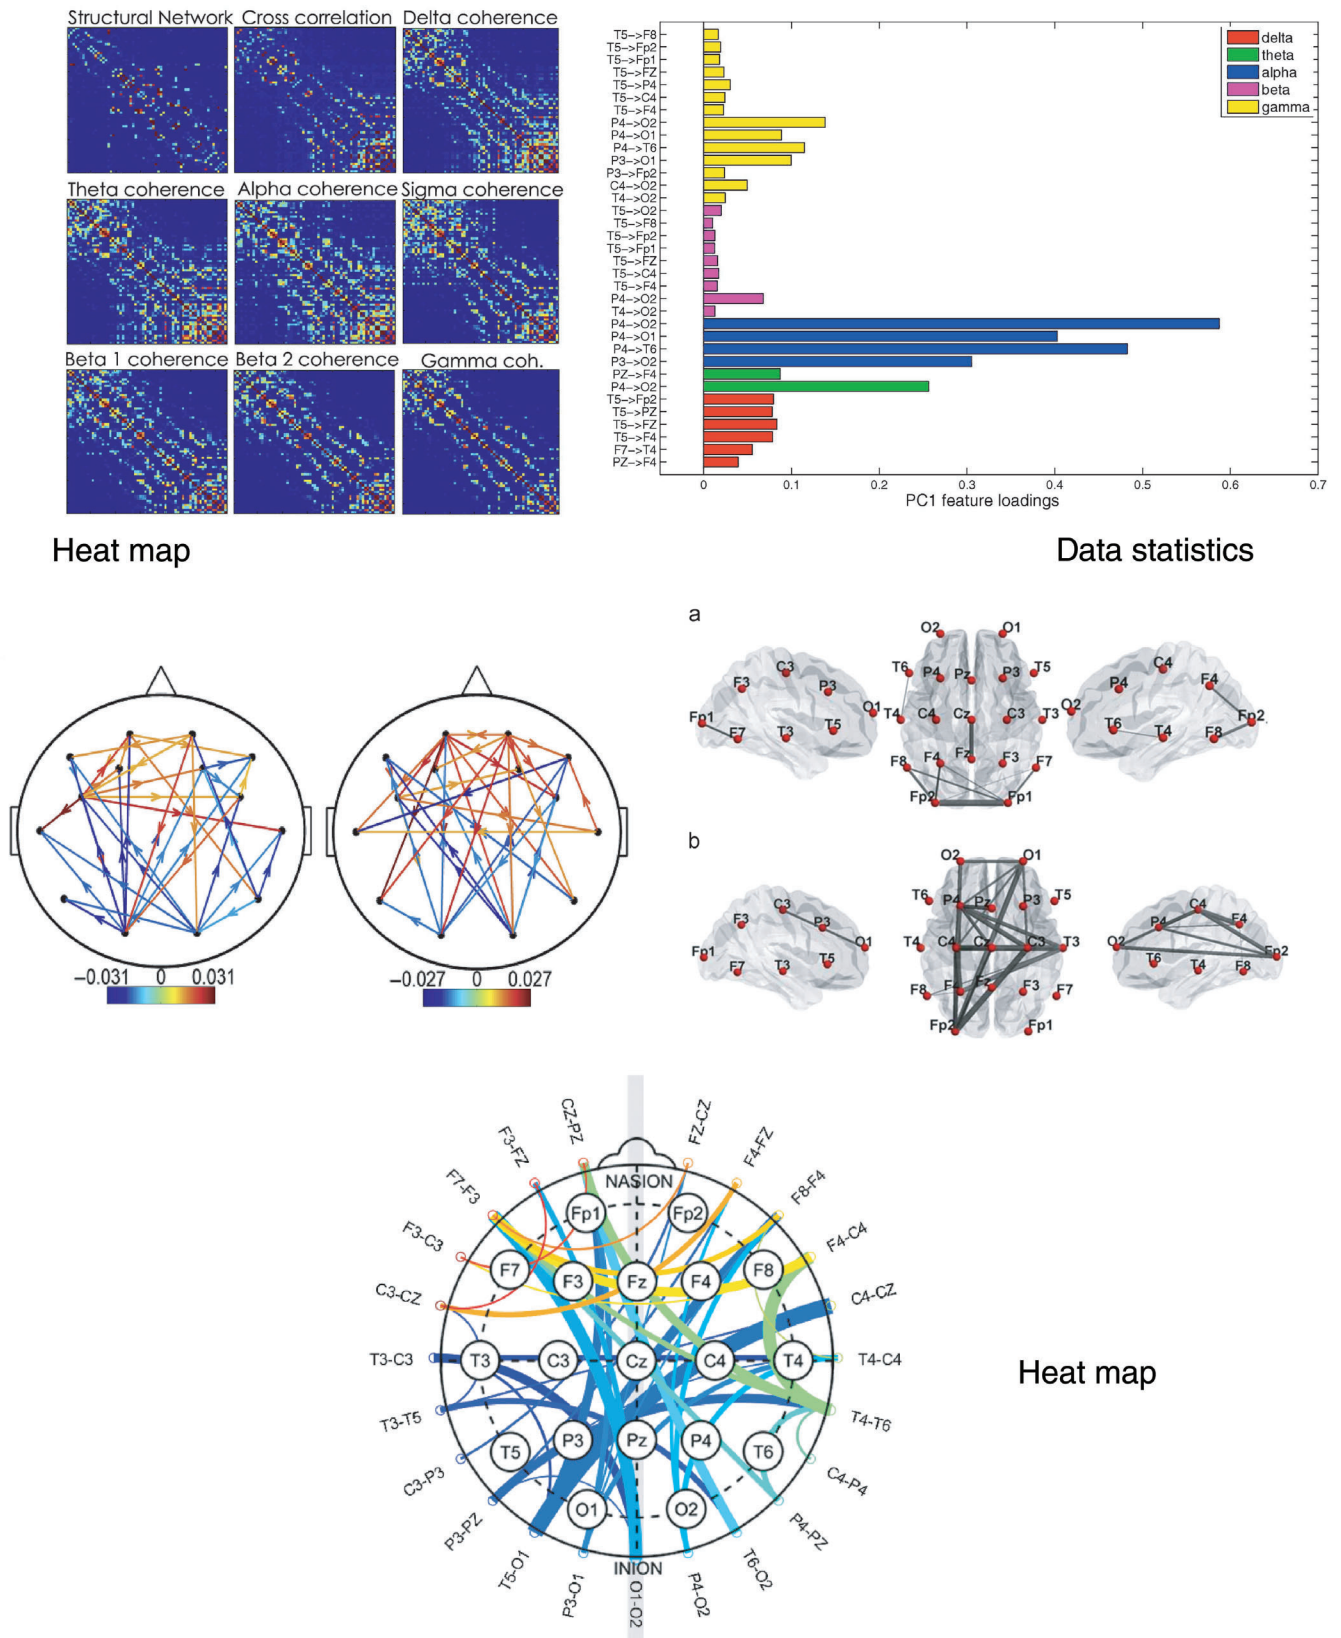 Structural Network Cross correlation Delta coherence
Theta coherence Alpha coherence Sigma coherence
Beta 1 coherence Beta 2 coherence Gamma coh.
Heat map
T5->F8
T5->Fp2
T5->Fp1
T5->FZ
T5->P4
T5->C4
T5->F4
P4->O2
P4->O1
P4->T6
P3->O1
P3->Fp2
C4->O2
T4->O2
T5->O2
T5->F8
T5->Fp2
T5->Fp1
T5->FZ
T5->C4
T5->F4
P4->O2
T4->O2
P4->O2
P4->O1
P4->T6
P3->O2
PZ->F4
P4->O2
T5->Fp2
T5->PZ
T5->FZ
T5->F4
F7->T4
PZ->F4
delta
theta
alpha
beta
gamma
0 0.1 0.2 0.3 0.4 0.5 0.6 0.7
PC1 feature loadings
Data statistics
−0.031 0 0.031
−0.027 0 0.027
a
F3 C3 P3 O1
Fp1 F7 T3 T5
O2 O1
T6 P4 Pz P3 T5
T4 C4 Cz C3 T3
F8 F4 Fz F3 F7
Fp2 Fp1
O2 P4 C4 F4 Fp2
T6 T4 F8
b
F3 C3 P3 O1
Fp1 F7 T3 T5
O2 O1
T6 P4 Pz P3 T5
T4 C4 Cz C3 T3
F8 F4 Fz F3 F7
Fp2 Fp1
O2 P4 C4 F4 Fp2
T6 T4 F8
CZ-PZ
FZ-CZ
F3-FZ
F4-FZ
F7-F3
F8-F4
F3-C3
F4-C4
C3-CZ
C4-CZ
T3-C3
T4-C4
T3-T5
T4-T6
C3-P3
C4-P4
P3-PZ
P4-PZ
T5-O1
T6-O2
P3-O1
P4-O2
O1-O2
NASION
Fp1 Fp2
F7 F3 Fz F4 F8
T3 C3 Cz C4 T4
T5 P3 Pz P4 T6
O1 O2
INION
Heat map